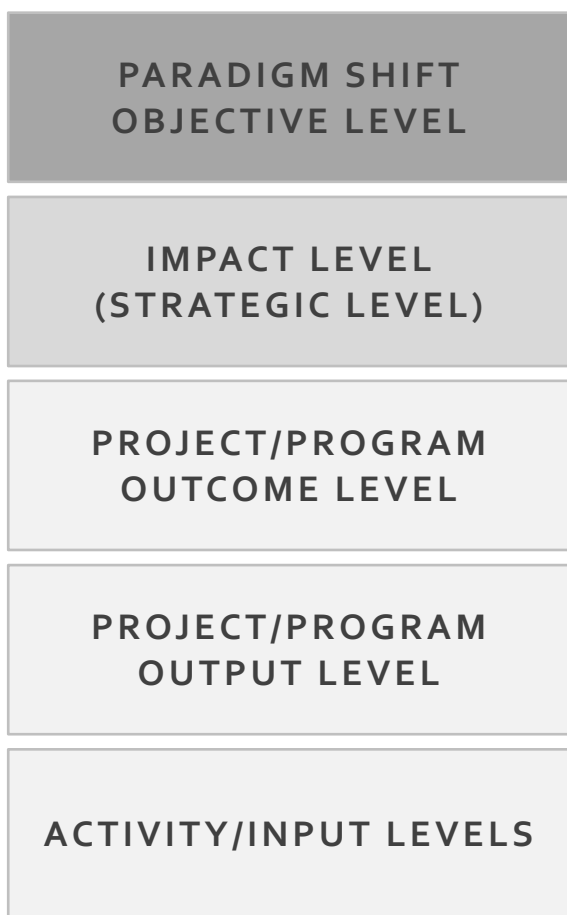 PARADIGM SHIFT
OBJECTIVE LEVEL
IMPACT LEVEL
(STRATEGIC LEVEL)
PROJECT/PROGRAM
OUTCOME LEVEL
PROJECT/PROGRAM
OUTPUT LEVEL
ACTIVITY/INPUT LEVELS